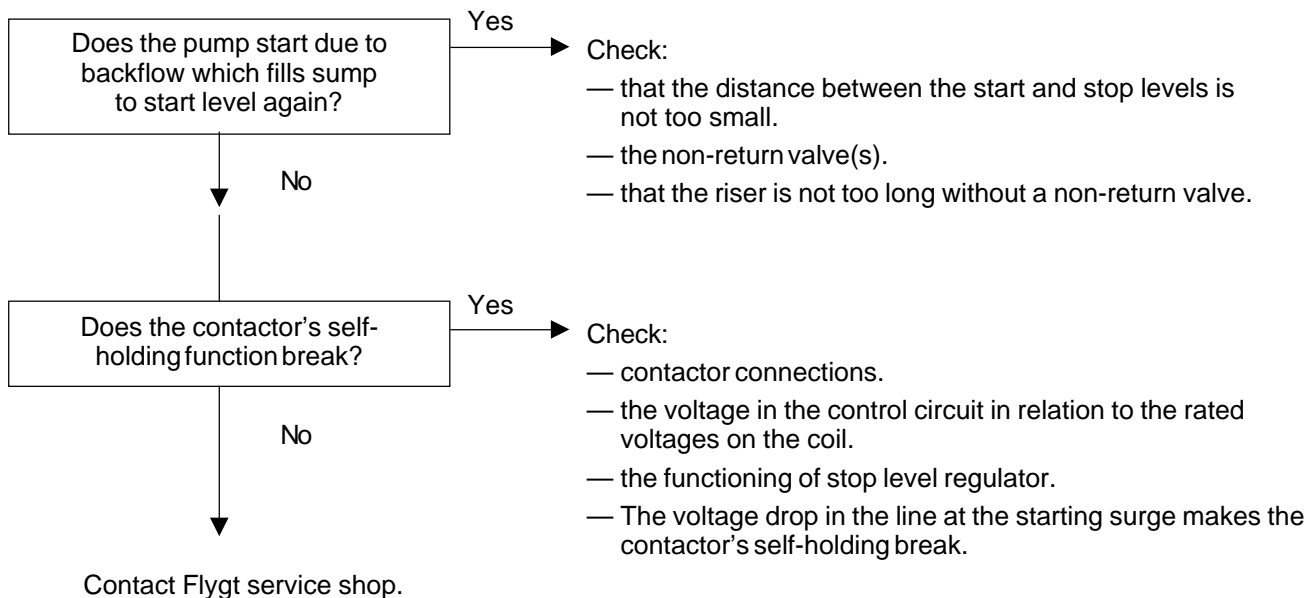 Does the pump start due to
backflow which fills sump
to start level again?
Yes
Check:
— that the distance between the start and stop levels is
not too small.
— the non-return valve(s).
— that the riser is not too long without a non-return valve.
No
Does the contactor’s self-
holding function break?
Yes
Check:
— contactor connections.
— the voltage in the control circuit in relation to the rated
voltages on the coil.
— the functioning of stop level regulator.
— The voltage drop in the line at the starting surge makes the
contactor’s self-holding break.
No
Contact Flygt service shop.